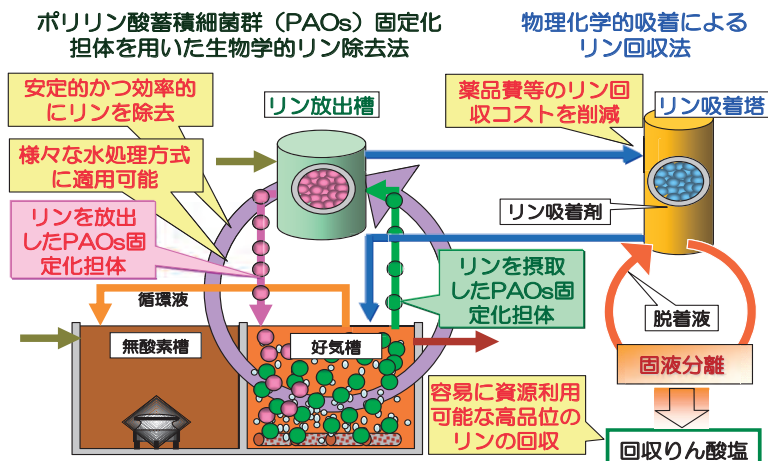 ポリリン酸蓄積細菌群（PAOs）固定化
担体を用いた生物学的リン除去法
物理化学的吸着による
リン回収法
安定的かつ効率的
にリンを除去
リン放出槽
薬品費等のリン回
収コストを削減
リン吸着塔
様々な水処理方式
に適用可能
リンを放出
したPAOs固
定化担体
リン吸着剤
リンを摂取
したPAOs固
定化担体
循環液
脱着液
無酸素槽
好気槽
固液分離
容易に資源利用
可能な高品位の
リンの回収
回収りん酸塩